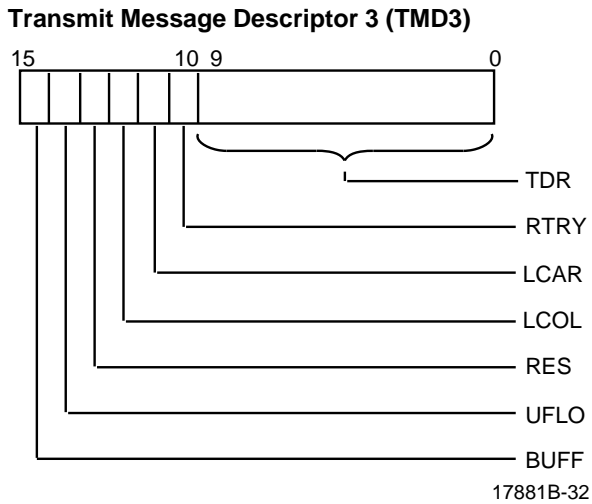 Transmit Message Descriptor 3 (TMD3)
15 10 9 0
TDR
RTRY
LCAR
LCOL
RES
UFLO
BUFF
17881B-32